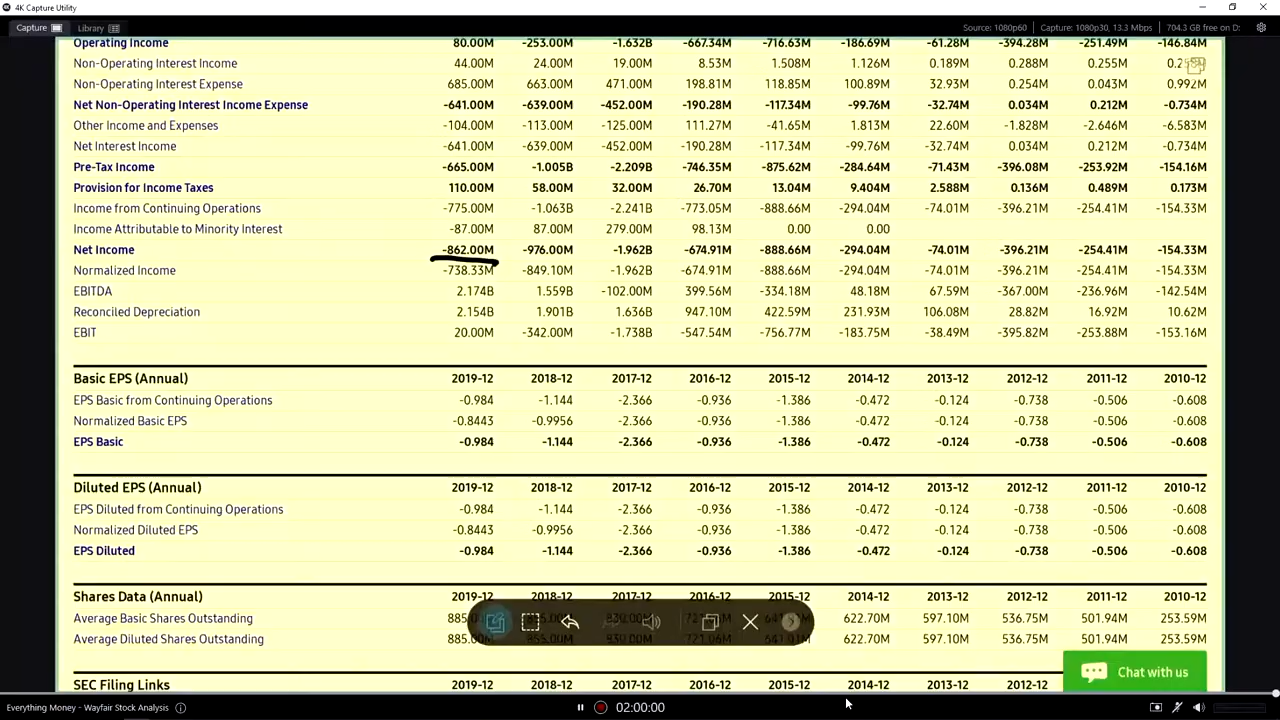 4K Capture Utility
Capture Library Source: 1080p60 Capture: 1080p30, 13.3 Mbps 704.3 GB free on D:
Operating Income 80.00M -253.00M -1.632B -667.34M -716.63M -186.69M -61.28M -394.28M -251.49M -146.84M
Non-Operating Interest Income 44.00M 24.00M 19.00M 8.53M 1.508M 1.126M 0.189M 0.288M 0.255M
Non-Operating Interest Expense 685.00M 663.00M 471.00M 198.81M 118.85M 100.89M 32.93M 0.254M 0.043M 0.992M
Net Non-Operating Interest Income Expense -641.00M -639.00M -452.00M -190.28M -117.34M -99.76M -32.74M 0.034M 0.212M -0.734M
Other Income and Expenses -104.00M -113.00M -125.00M 111.27M -41.65M 1.813M 22.60M -1.828M -2.646M -6.583M
Net Interest Income -641.00M -639.00M -452.00M -190.28M -117.34M -99.76M -32.74M 0.034M 0.212M -0.734M
Pre-Tax Income -665.00M -1.005B -2.209B -746.35M -875.62M -284.64M -71.43M -396.08M -253.92M -154.16M
Provision for Income Taxes 110.00M 58.00M 32.00M 26.70M 13.04M 9.404M 2.588M 0.136M 0.489M 0.173M
Income from Continuing Operations -775.00M -1.063B -2.241B -773.05M -888.66M -294.04M -74.01M -396.21M -254.41M -154.33M
Income Attributable to Minority Interest -87.00M 87.00M 279.00M 98.13M 0.00 0.00
Net Income -862.00M -976.00M -1.962B -674.91M -888.66M -294.04M -74.01M -396.21M -254.41M -154.33M
Normalized Income -738.33M -849.10M -1.962B -674.91M -888.66M -294.04M -74.01M -396.21M -254.41M -154.33M
EBITDA 2.174B 1.559B -102.00M 399.56M -334.18M 48.18M 67.59M -367.00M -236.96M -142.54M
Reconciled Depreciation 2.154B 1.901B 1.636B 947.10M 422.59M 231.93M 106.08M 28.82M 16.92M 10.62M
EBIT 20.00M -342.00M -1.738B -547.54M -756.77M -183.75M -38.49M -395.82M -253.88M -153.16M
Basic EPS (Annual) 2019-12 2018-12 2017-12 2016-12 2015-12 2014-12 2013-12 2012-12 2011-12 2010-12
EPS Basic from Continuing Operations -0.984 -1.144 -2.366 -0.936 -1.386 -0.472 -0.124 -0.738 -0.506 -0.608
Normalized Basic EPS -0.8443 -0.9956 -2.366 -0.936 -1.386 -0.472 -0.124 -0.738 -0.506 -0.608
EPS Basic -0.984 -1.144 -2.366 -0.936 -1.386 -0.472 -0.124 -0.738 -0.506 -0.608
Diluted EPS (Annual) 2019-12 2018-12 2017-12 2016-12 2015-12 2014-12 2013-12 2012-12 2011-12 2010-12
EPS Diluted from Continuing Operations -0.984 -1.144 -2.366 -0.936 -1.386 -0.472 -0.124 -0.738 -0.506 -0.608
Normalized Diluted EPS -0.8443 -0.9956 -2.366 -0.936 -1.386 -0.472 -0.124 -0.738 -0.506 -0.608
EPS Diluted -0.984 -1.144 -2.366 -0.936 -1.386 -0.472 -0.124 -0.738 -0.506 -0.608
Shares Data (Annual) 2019-12 2018-12 2017-12 2016-12 2015-12 2014-12 2013-12 2012-12 2011-12 2010-12
Average Basic Shares Outstanding 622.70M 597.10M 536.75M 501.94M 253.59M
Average Diluted Shares Outstanding 622.70M 597.10M 536.75M 501.94M 253.59M
Chat with us
SEC Filing Links 2019-12 2018-12 2017-12 2016-12 2015-12 2014-12 2013-12 2012-12
Everything Money - Wayfair Stock Analysis 02:00:00